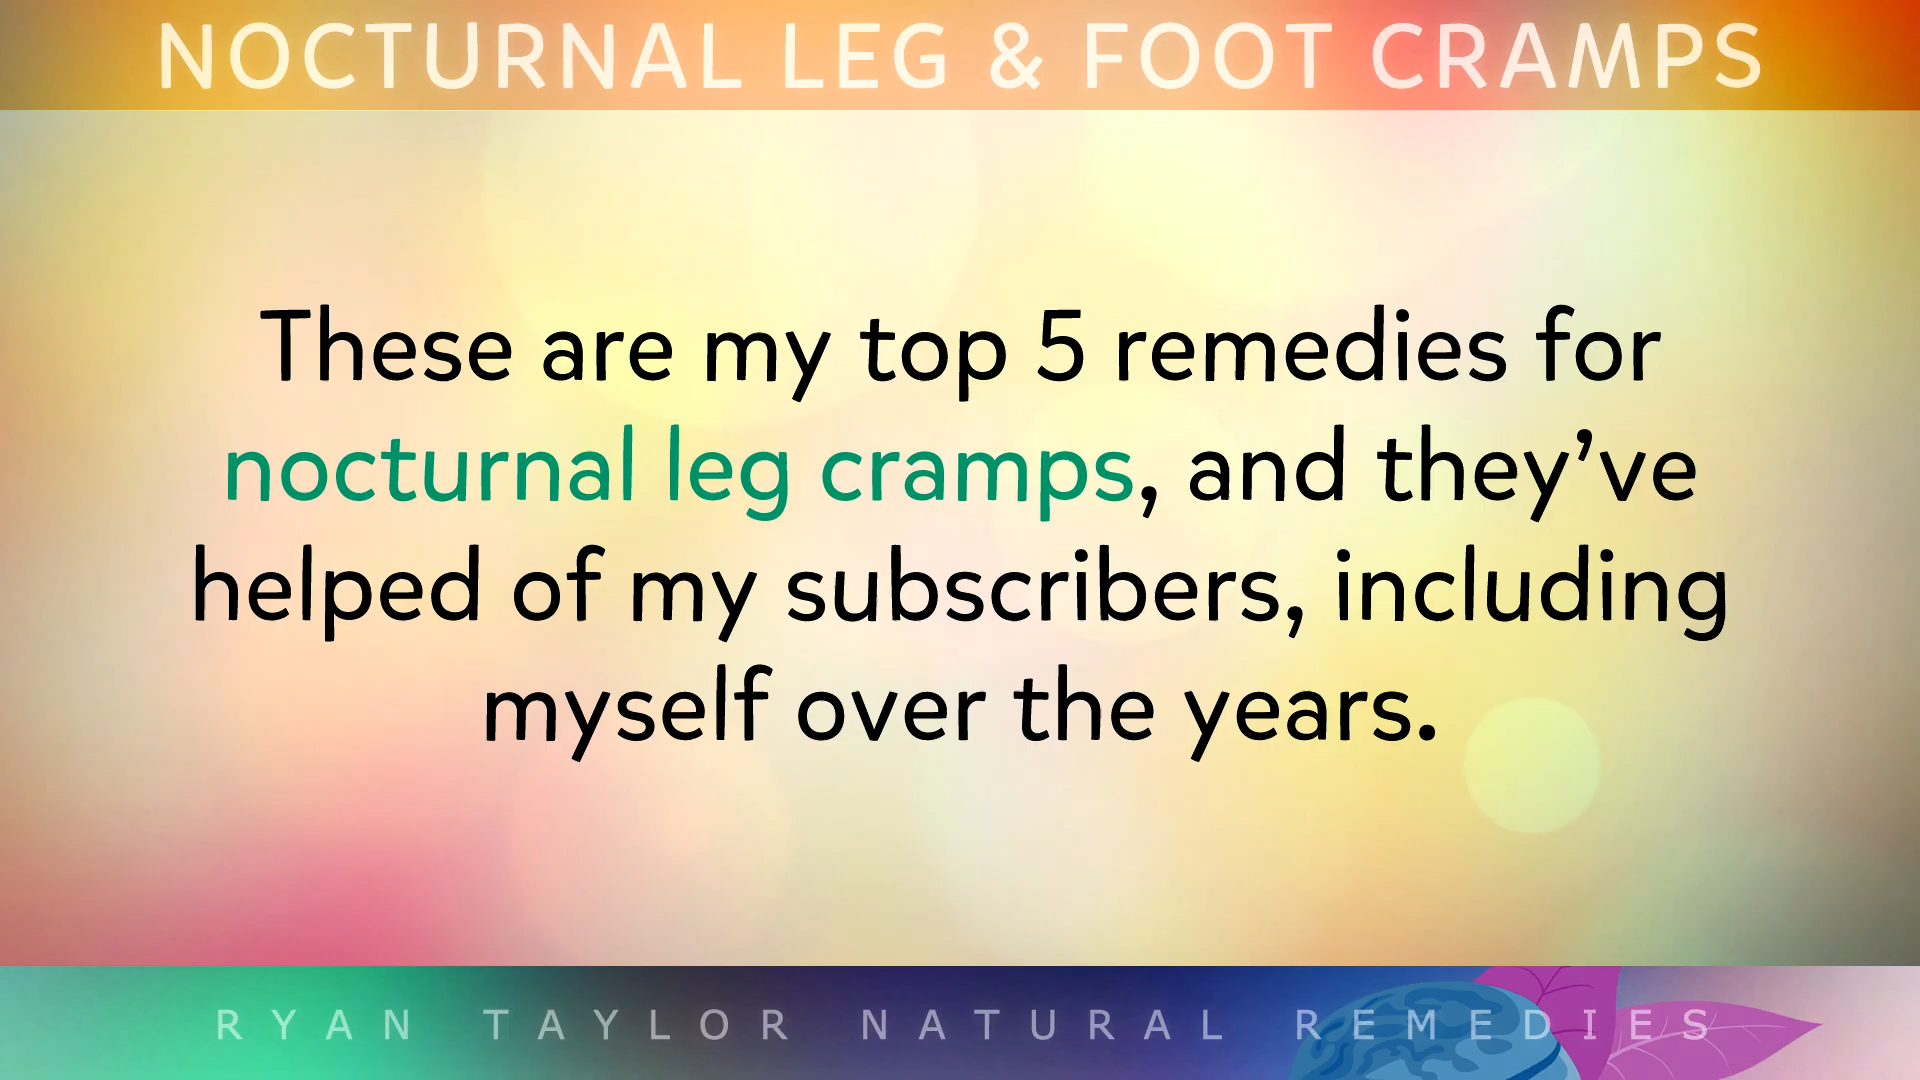 NOCTURNAL LEG & FOOT CRAMPS
These are my top 5 remedies for
nocturnal leg cramps, and they’ve
helped of my subscribers, including
myself over the years.
RYAN TAYLOR NATURAL REMEDIES